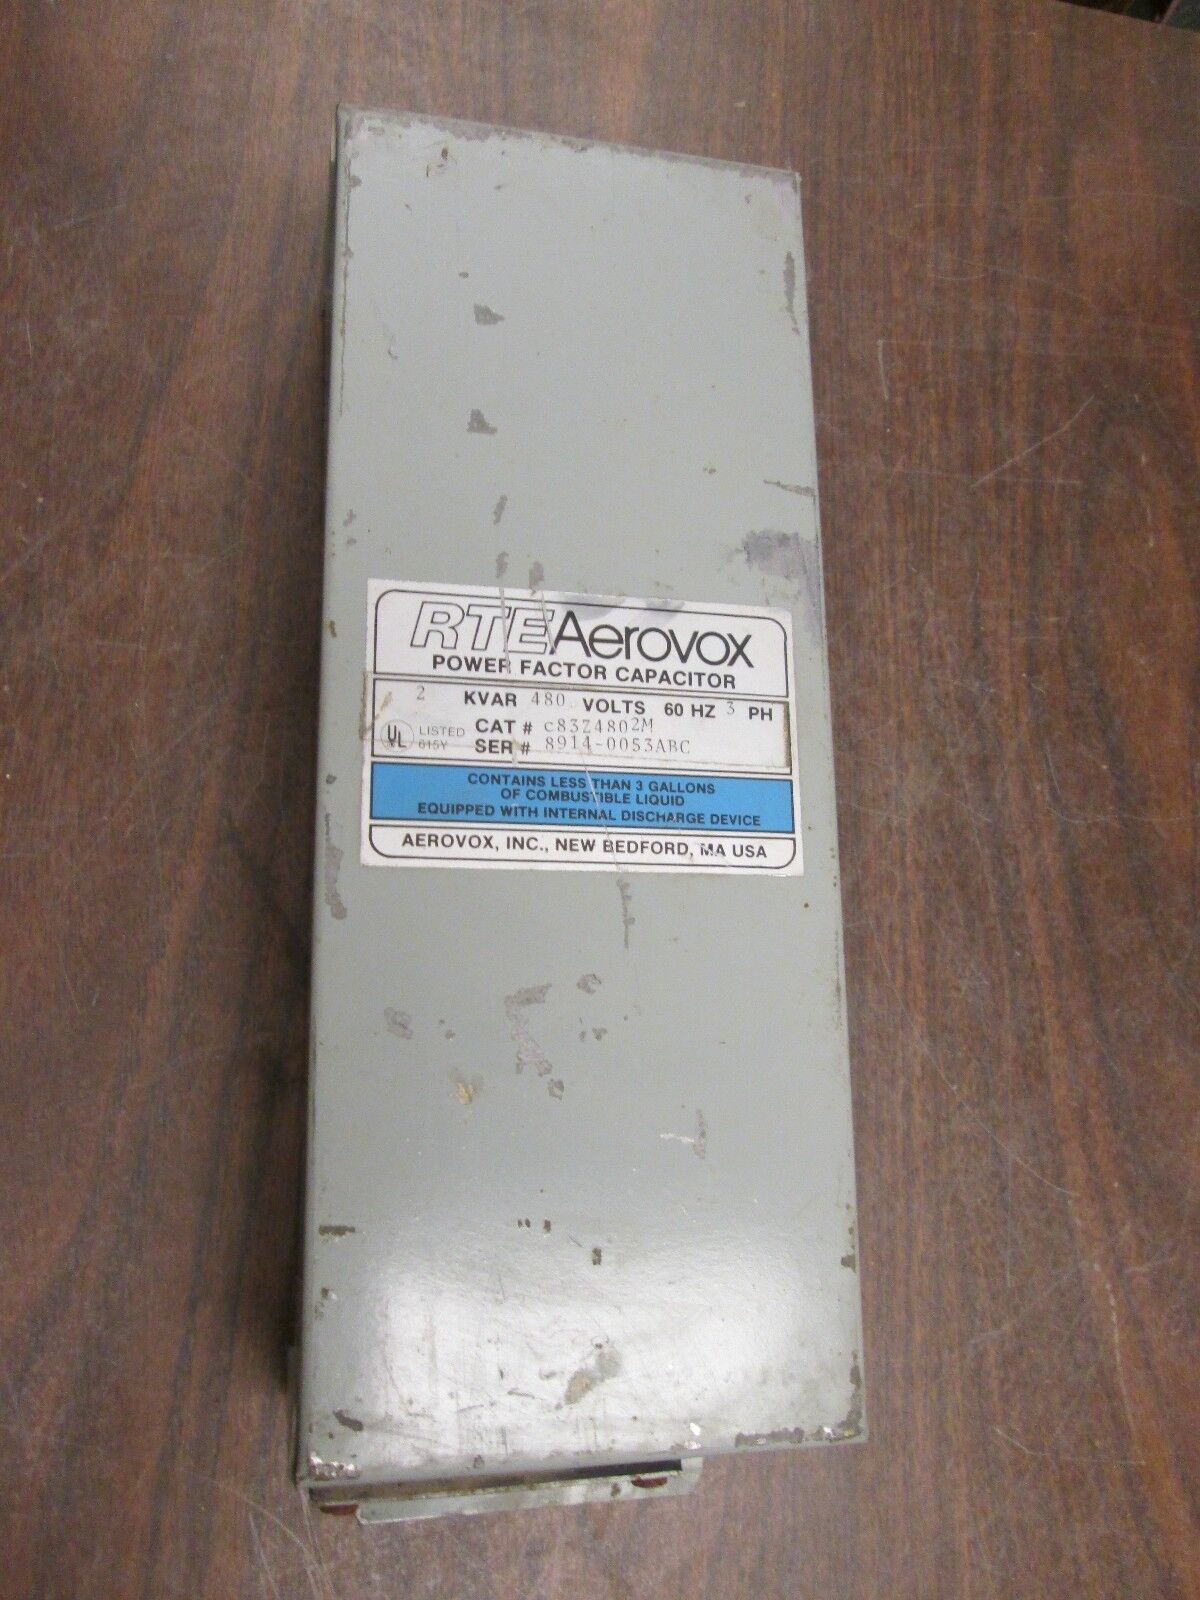 RTE Aerovox
POWER FACTOR CAPACITOR
2 KVAR 480 VOLTS 60 HZ 3 PH
UL LISTED 615Y
CAT # c83Z4802M
SER # 8914-0053ABC
CONTAINS LESS THAN 3 GALLONS
OF COMBUSTIBLE LIQUID
EQUIPPED WITH INTERNAL DISCHARGE DEVICE
AEROVOX, INC., NEW BEDFORD, MA USA